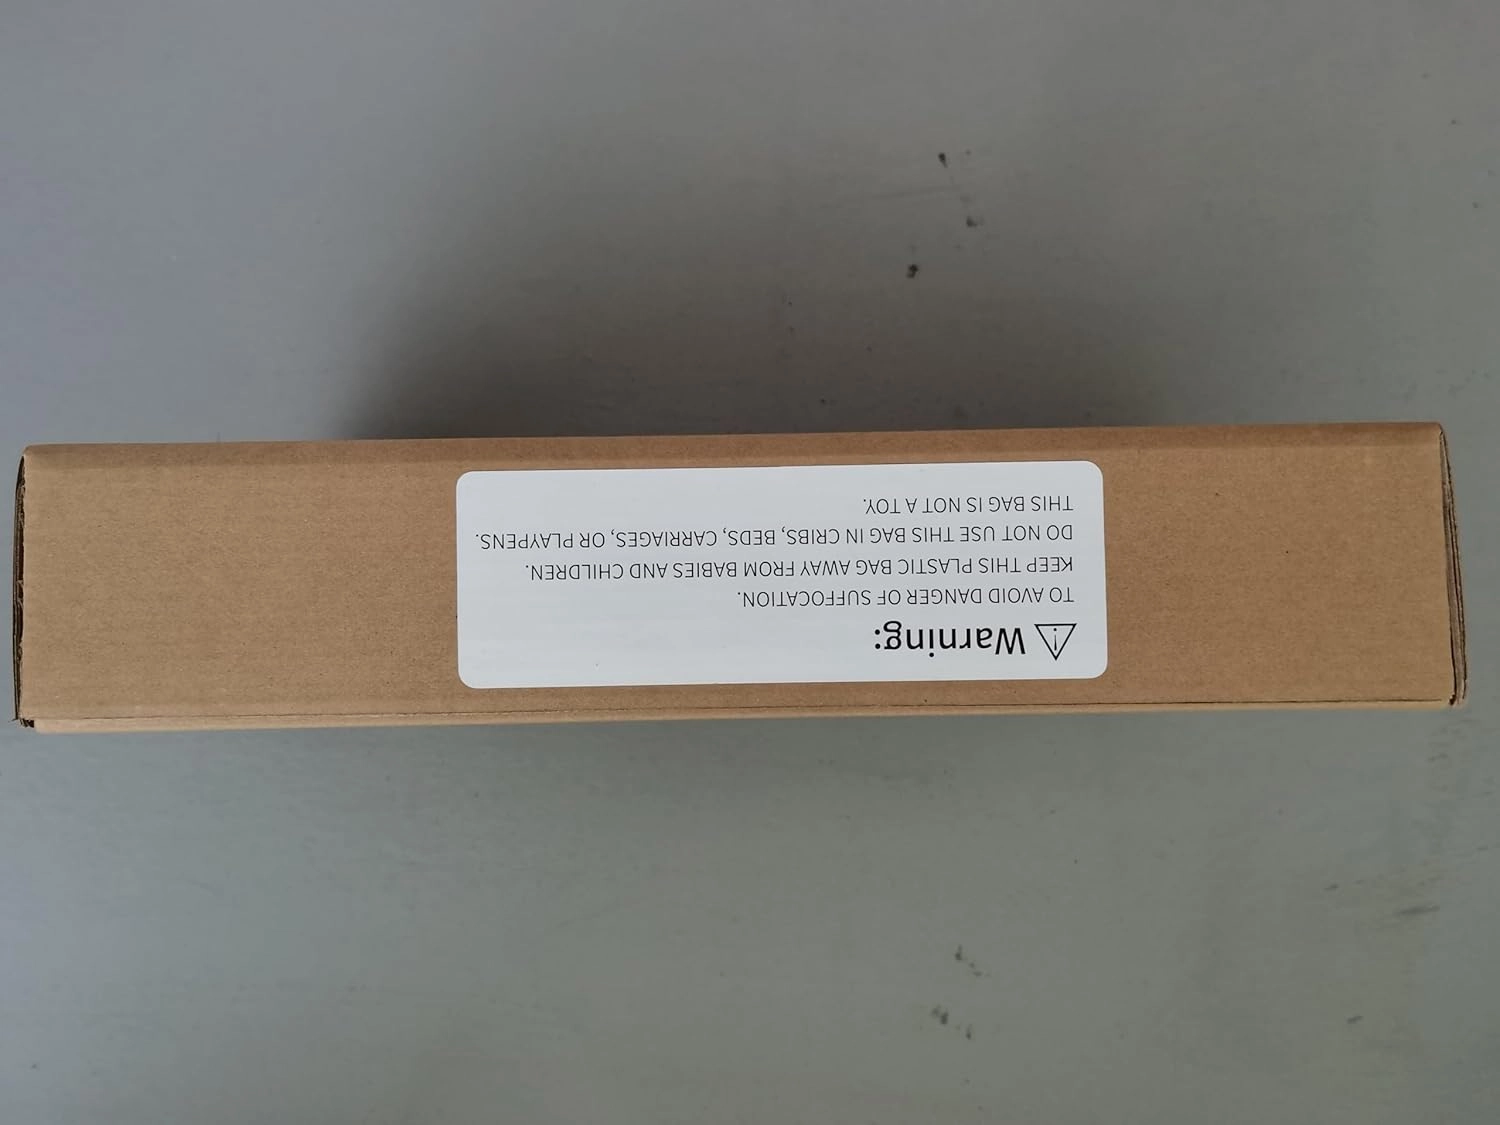 Warning:
TO AVOID DANGER OF SUFFOCATION.
KEEP THIS PLASTIC BAG AWAY FROM BABIES AND CHILDREN.
DO NOT USE THIS BAG IN CRIBS, BEDS, CARRIAGES, OR PLAYPENS.
THIS BAG IS NOT A TOY.